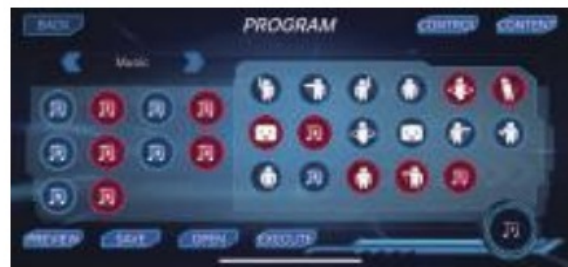 BACK PROGRAM CONTROL CONTENT
Music
PREVIEW SAVE OPEN EXECUTE